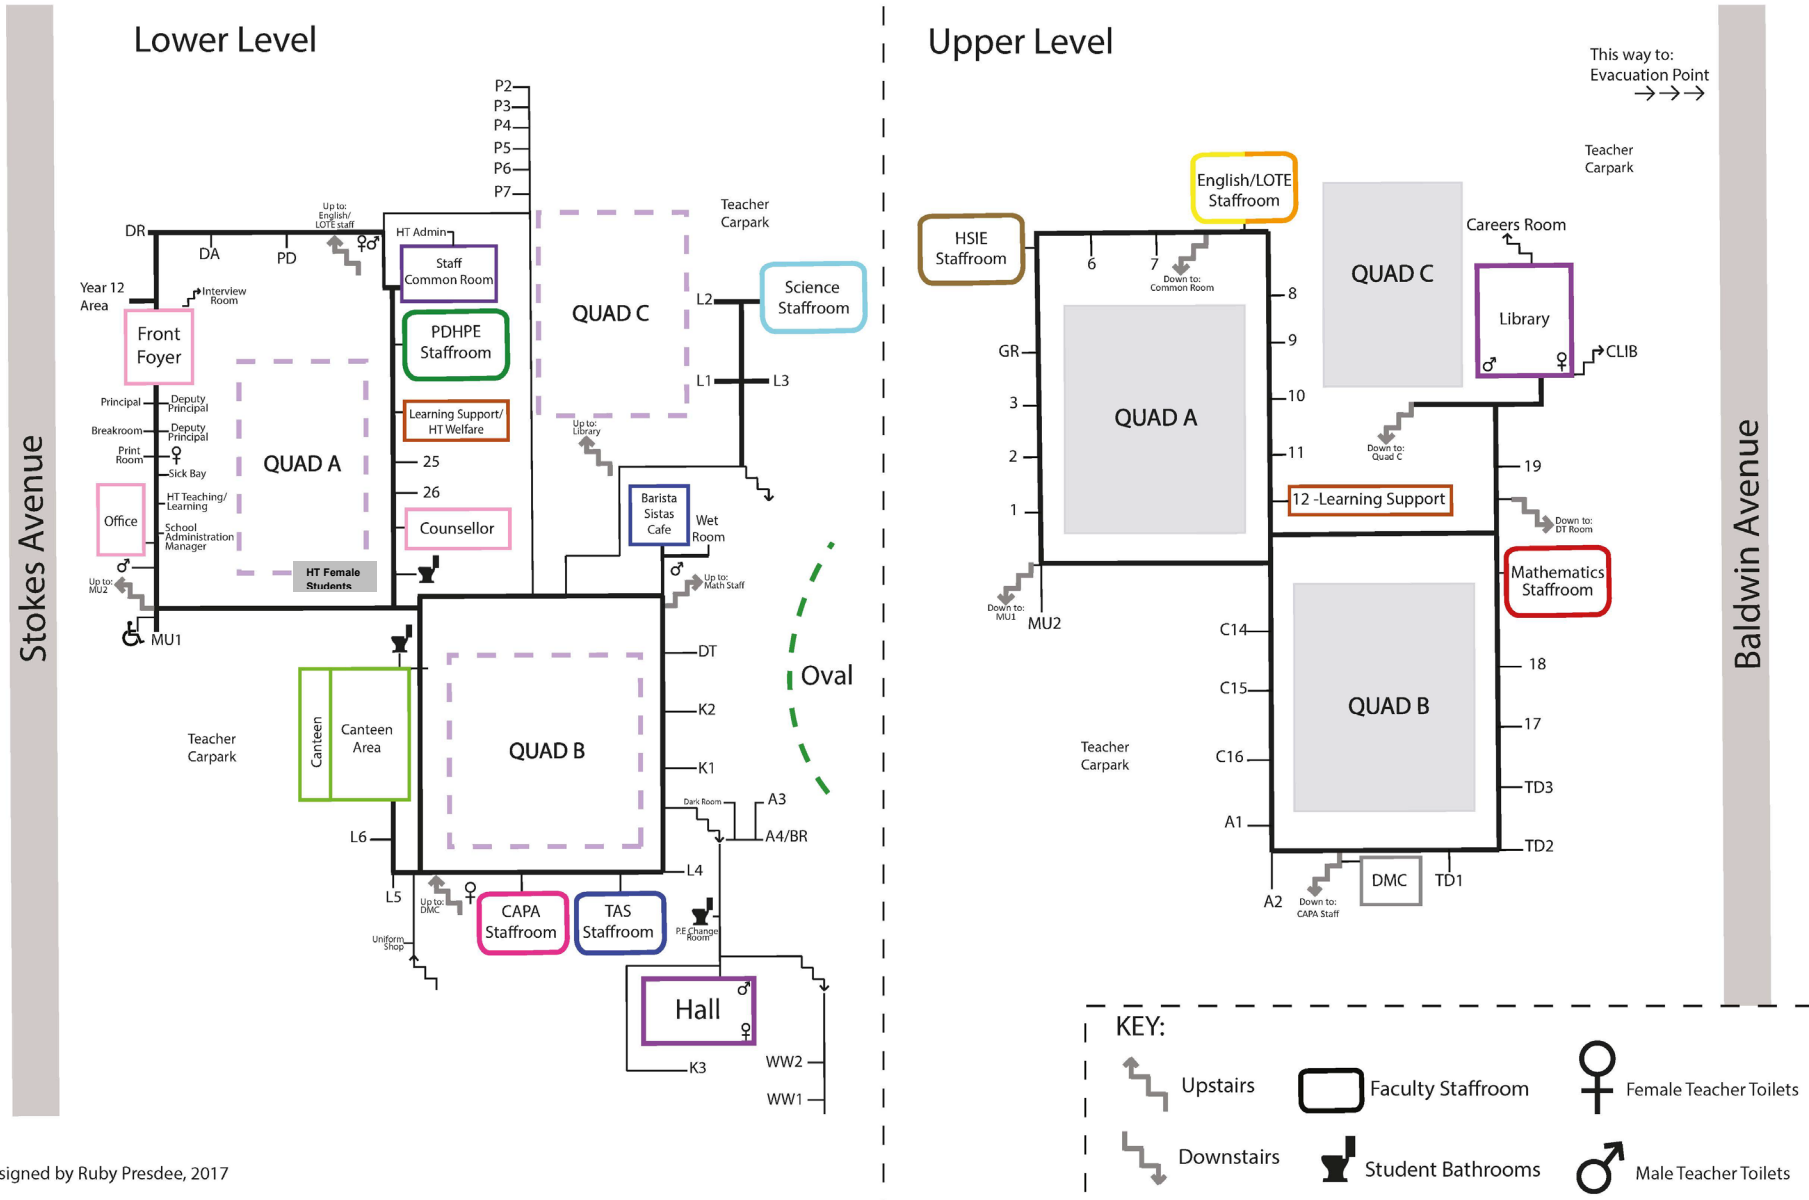 Lower Level
Upper Level
This way to:
Evacuation Point
Stokes Avenue
Baldwin Avenue
P2
P3
P4
P5
P6
P7
Teacher
Carpark
Up to:
English/
LOTE staff
DR
DA
PD
HT Admin
Staff
Common Room
Year 12
Area
Interview
Room
Front
Foyer
PDHPE
Staffroom
QUAD C
L2
Science
Staffroom
L1
L3
Principal
Deputy
Principal
Breakroom
Deputy
Principal
Print
Room
Sick Bay
QUAD A
Learning Support/
HT Welfare
Up to:
Library
25
26
Office
HT Teaching/
Learning
School
Administration
Manager
Counsellor
Barista
Sistas
Cafe
Wet
Room
HT Female
Students
Up to:
MU2
Up to:
Math Staff
MU1
DT
Oval
K2
Canteen
Canteen
Area
QUAD B
Teacher
Carpark
K1
Dark Room
A3
A4/BR
L6
L4
L5
Up to:
DMC
CAPA
Staffroom
TAS
Staffroom
P.E Change
Room
Uniform
Shop
Hall
K3
WW2
WW1
Teacher
Carpark
English/LOTE
Staffroom
HSIE
Staffroom
6
7
Down to:
Common Room
QUAD C
Careers Room
Library
CLIB
8
9
10
11
GR
3
2
1
QUAD A
Down to:
Quad C
12 -Learning Support
19
Down to:
DT Room
Mathematics
Staffroom
Down to:
MU1
MU2
C14
C15
C16
A1
A2
QUAD B
18
17
TD3
TD2
TD1
DMC
Down to:
CAPA Staff
Teacher
Carpark
KEY:
Upstairs
Faculty Staffroom
Female Teacher Toilets
Downstairs
Student Bathrooms
Male Teacher Toilets
signed by Ruby Presdee, 2017